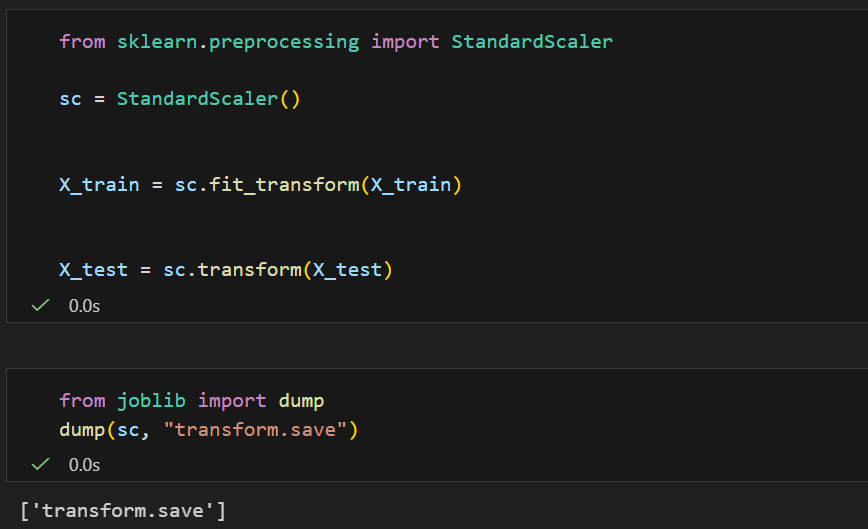 from sklearn.preprocessing import StandardScaler
sc = StandardScaler()
X_train = sc.fit_transform(X_train)
X_test = sc.transform(X_test)
0.0s
from joblib import dump
dump(sc, "transform.save")
0.0s
['transform.save']